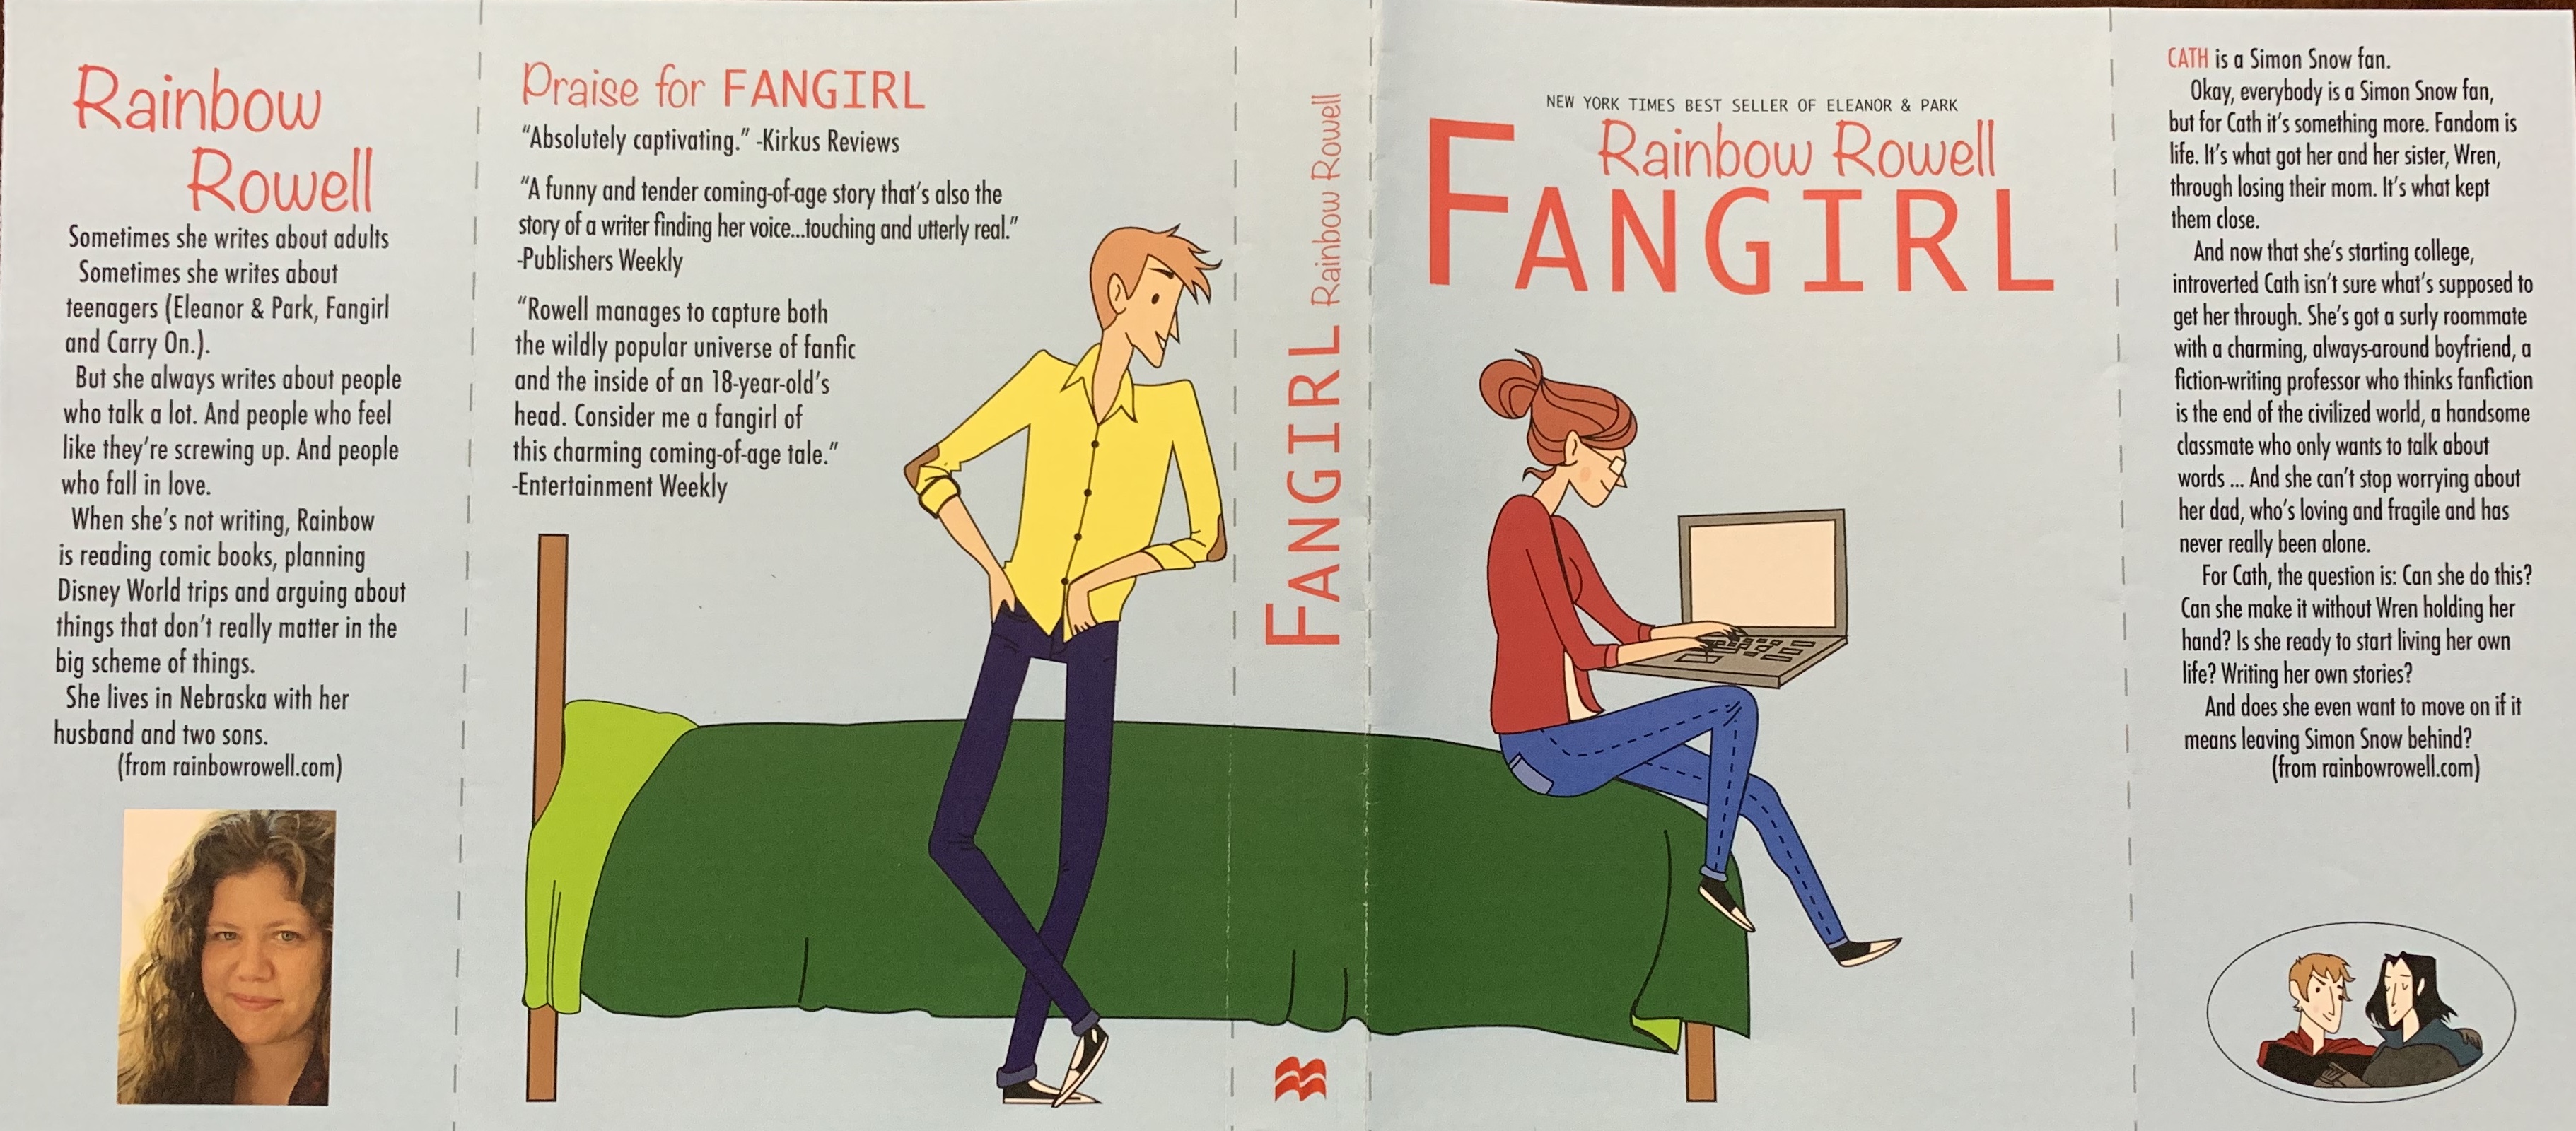 Rainbow
Rowell
Sometimes she writes about adults
Sometimes she writes about
teenagers (Eleanor & Park, Fangirl
and Carry On.).
But she always writes about people
who talk a lot. And people who feel
like they're screwing up. And people
who fall in love.
When she's not writing, Rainbow
is reading comic books, planning
Disney World trips and arguing about
things that don't really matter in the
big scheme of things.
She lives in Nebraska with her
husband and two sons.
(from rainbowrowell.com)
Praise for FANGIRL
"Absolutely captivating." -Kirkus Reviews
"A funny and tender coming-of-age story that's also the
story of a writer finding her voice...touching and utterly real."
-Publishers Weekly
"Rowell manages to capture both
the wildly popular universe of fanfic
and the inside of an 18-year-old's
head. Consider me a fangirl of
this charming coming-of-age tale."
-Entertainment Weekly
FANGIRL Rainbow Rowell
NEW YORK TIMES BEST SELLER OF ELEANOR & PARK
Rainbow Rowell
FANGIRL
CATH is a Simon Snow fan.
Okay, everybody is a Simon Snow fan,
but for Cath it's something more. Fandom is
life. It's what got her and her sister, Wren,
through losing their mom. It's what kept
them close.
And now that she's starting college,
introverted Cath isn't sure what's supposed to
get her through. She's got a surly roommate
with a charming, always-around boyfriend, a
fiction-writing professor who thinks fanfiction
is the end of the civilized world, a handsome
classmate who only wants to talk about
words ... And she can't stop worrying about
her dad, who's loving and fragile and has
never really been alone.
For Cath, the question is: Can she do this?
Can she make it without Wren holding her
hand? Is she ready to start living her own
life? Writing her own stories?
And does she even want to move on if it
means leaving Simon Snow behind?
(from rainbowrowell.com)